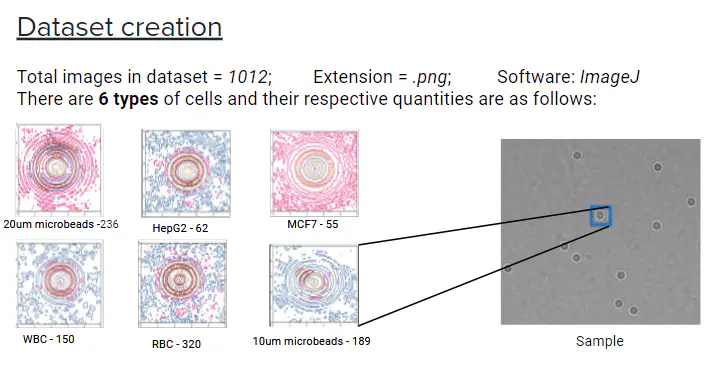 Dataset creation
Total images in dataset = 1012; Extension = .png; Software: ImageJ
There are 6 types of cells and their respective quantities are as follows:
20um microbeads -236
HepG2 - 62
MCF7 - 55
WBC - 150
RBC - 320
10um microbeads - 189
Sample